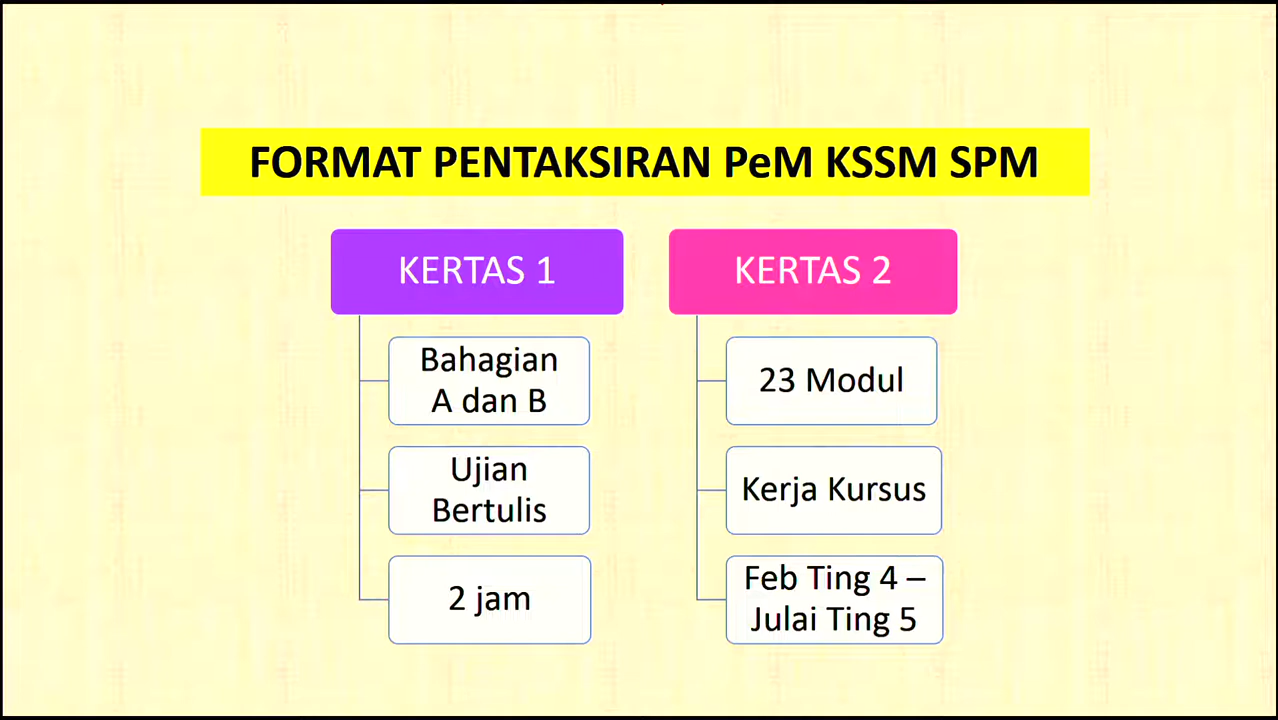 FORMAT PENTAKSIRAN PeM KSSM SPM
KERTAS 1
Bahagian
A dan B
Ujian
Bertulis
2 jam
KERTAS 2
23 Modul
Kerja Kursus
Feb Ting 4 –
Julai Ting 5